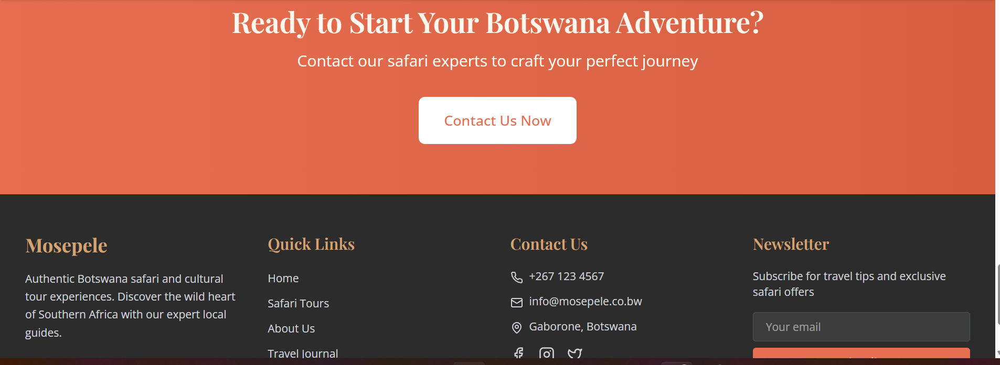 Ready to Start Your Botswana Adventure?
Contact our safari experts to craft your perfect journey
Contact Us Now
Mosepele
Authentic Botswana safari and cultural
tour experiences. Discover the wild heart
of Southern Africa with our expert local
guides.
Quick Links
Home
Safari Tours
About Us
Travel Journal
Contact Us
+267 123 4567
info@mosepele.co.bw
Gaborone, Botswana
Newsletter
Subscribe for travel tips and exclusive
safari offers
Your email